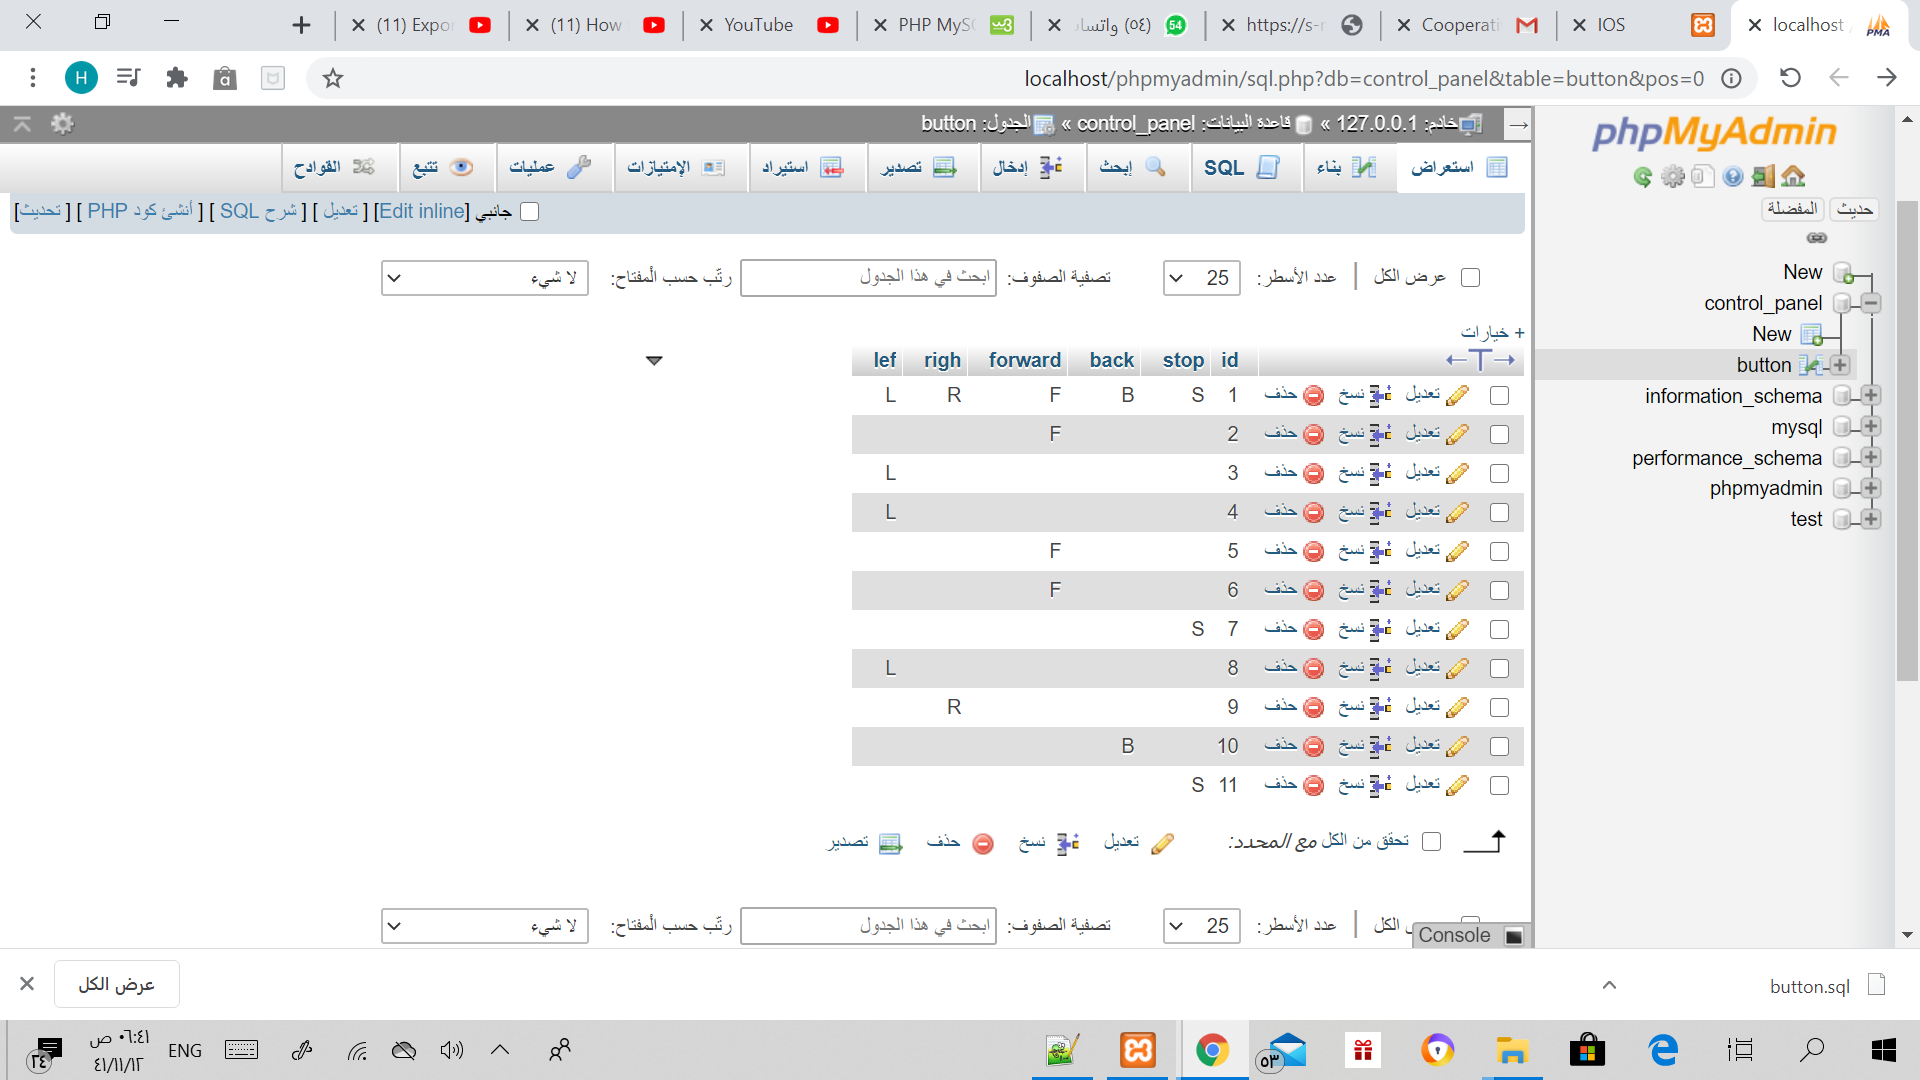 (11) Expo
(11) How
YouTube
PHP MyS
(٥٤) واتسا
54
https://s-r
Cooperati
IOS
localhost /
H
localhost/phpmyadmin/sql.php?db=control_panel&table=button&pos=0
خادم: 127.0.0.1 » قاعدة البيانات: control_panel » الجدول: button
استعراض
بناء
SQL
إبحث
إدخال
تصدير
استيراد
الإمتيازات
عمليات
تتبع
القوادح
جانبي [Edit inline] [ تعديل ] [ شرح SQL ] [ أنشئ كود PHP ] [ تحديث]
عرض الكل | عدد الأسطر: 25 تصفية الصفوف: ابحث في هذا الجدول رتّب حسب الْمفتاح: لا شيء
+ خيارات
←T→ id stop back forward righ lef
تعديل نسخ حذف 1 S B F R L
تعديل نسخ حذف 2 F
تعديل نسخ حذف 3 L
تعديل نسخ حذف 4 L
تعديل نسخ حذف 5 F
تعديل نسخ حذف 6 F
تعديل نسخ حذف 7 S
تعديل نسخ حذف 8 L
تعديل نسخ حذف 9 R
تعديل نسخ حذف 10 B
تعديل نسخ حذف 11 S
تحقق من الكل مع المحدد: تعديل نسخ حذف تصدير
الكل | عدد الأسطر: 25 تصفية الصفوف: ابحث في هذا الجدول رتّب حسب الْمفتاح: لا شيء
Console
phpMyAdmin
حديث
المفضلة
New
control_panel
New
button
information_schema
mysql
performance_schema
phpmyadmin
test
button.sql
عرض الكل
٥٣
ENG
٠٦:٤١ ص
٤١/١١/١٢
٢٤